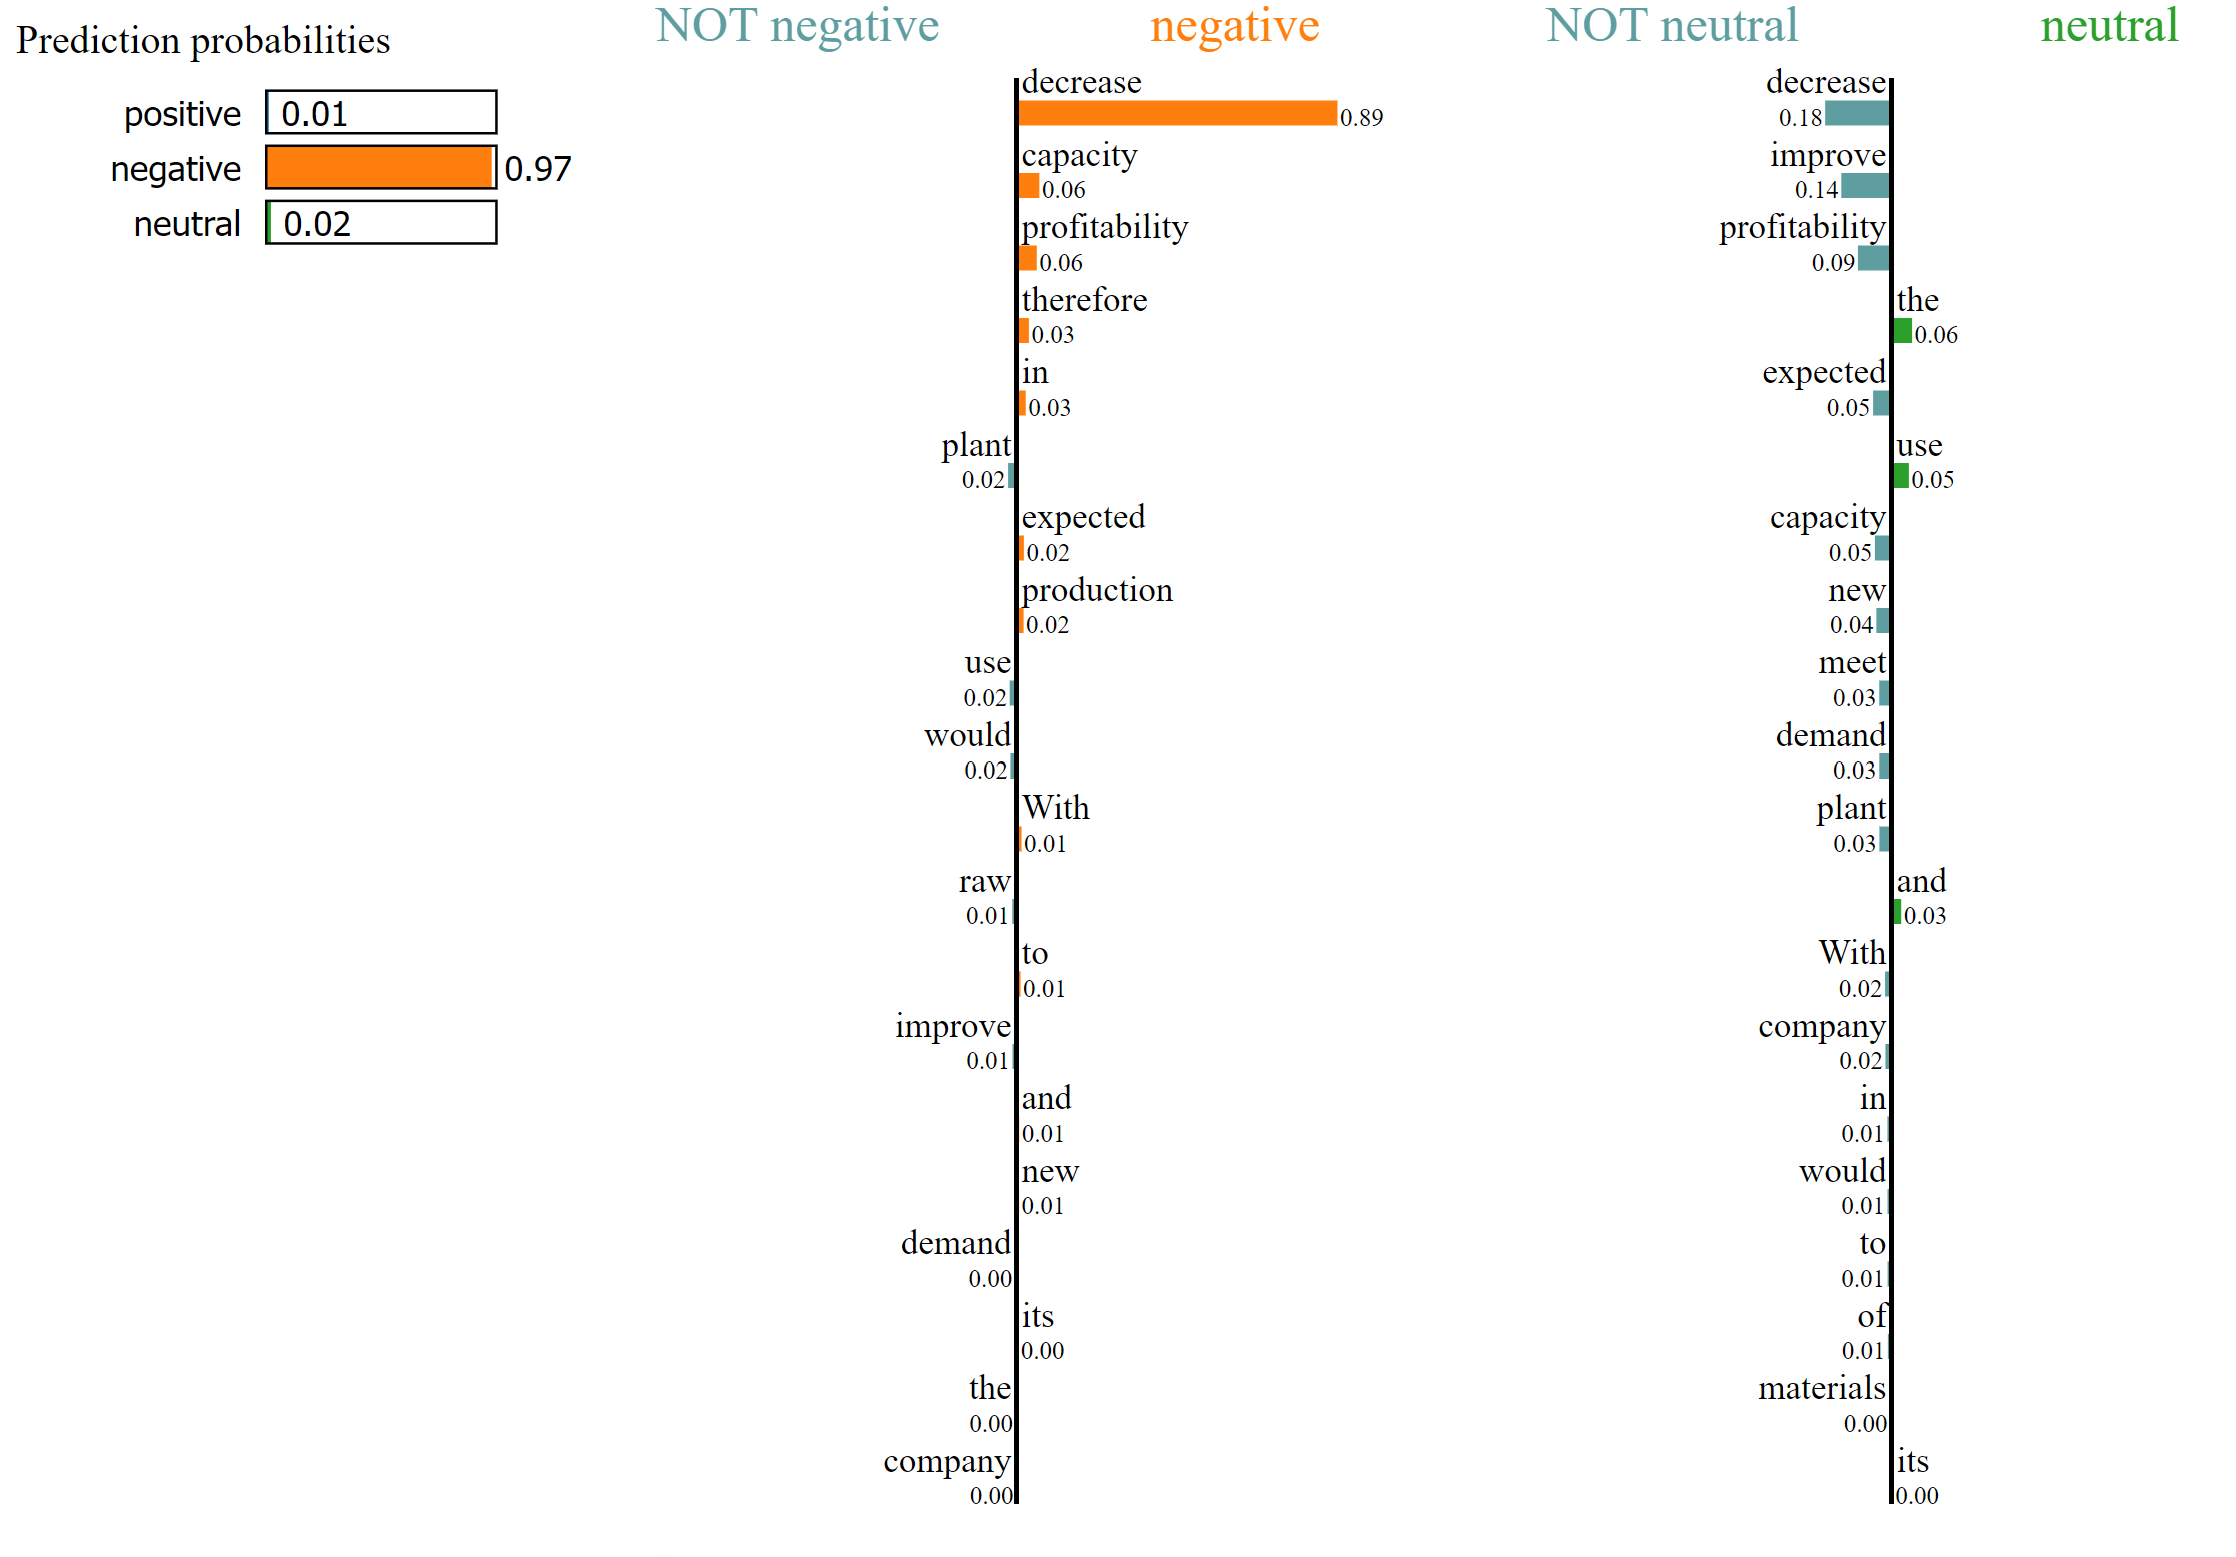 Prediction probabilities
positive 0.01
negative 0.97
neutral 0.02
NOT negative negative
decrease
0.89
capacity
0.06
profitability
0.06
therefore
0.03
in
0.03
plant
0.02
expected
0.02
production
0.02
use
0.02
would
0.02
With
0.01
raw
0.01
to
0.01
improve
0.01
and
0.01
new
0.01
demand
0.00
its
0.00
the
0.00
company
0.00
NOT neutral neutral
decrease
0.18
improve
0.14
profitability
0.09
the
0.06
expected
0.05
use
0.05
capacity
0.05
new
0.04
meet
0.03
demand
0.03
plant
0.03
and
0.03
With
0.02
company
0.02
in
0.01
would
0.01
to
0.01
of
0.01
materials
0.00
its
0.00